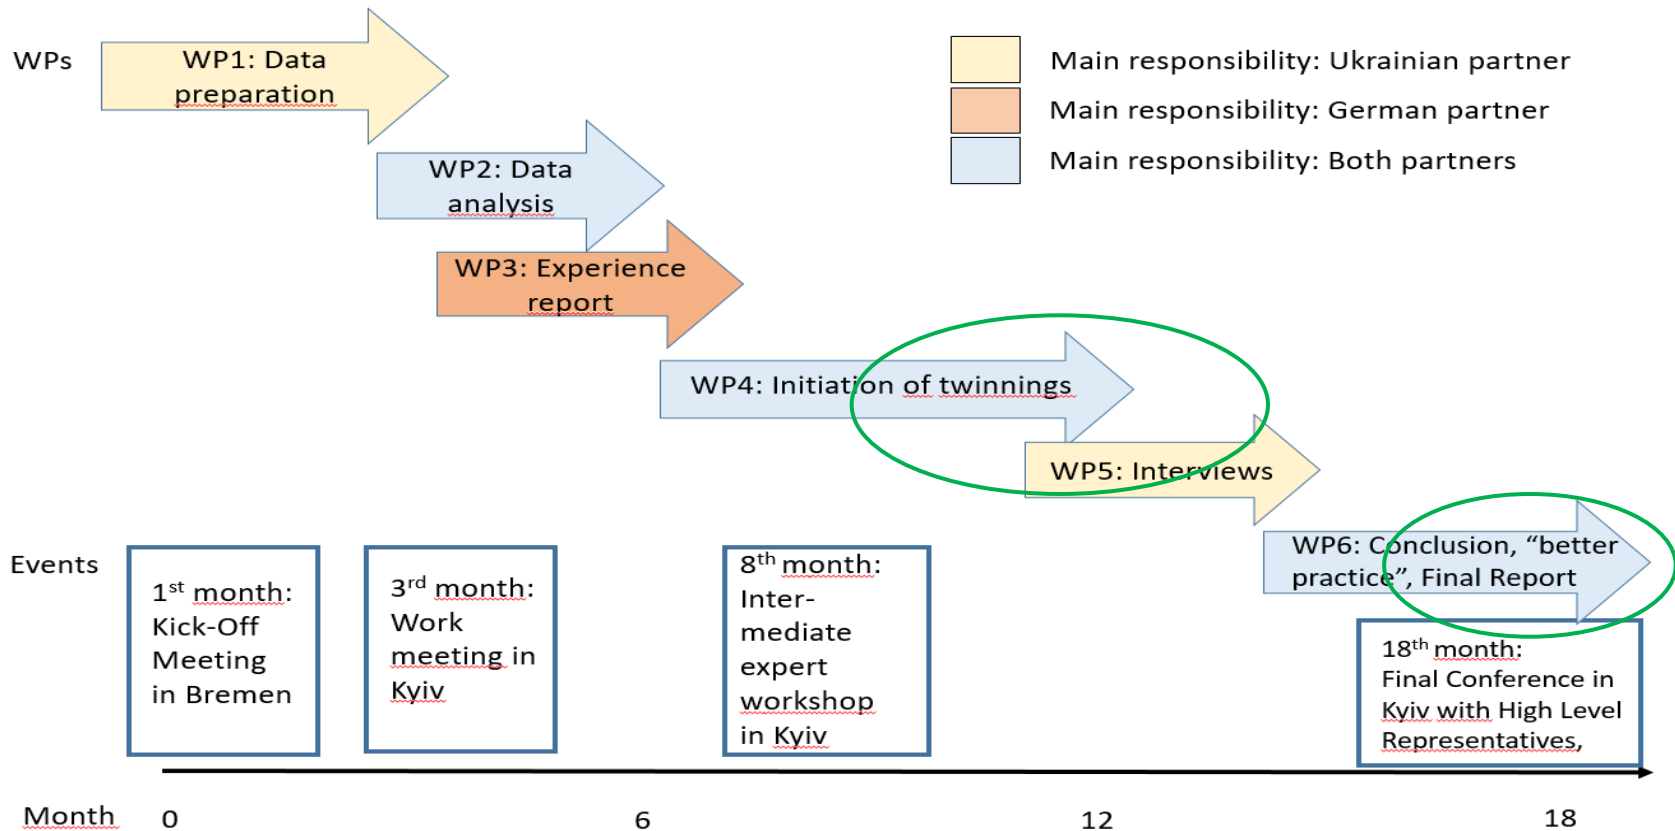 WPs
WP1: Data
preparation
Main responsibility: Ukrainian partner
Main responsibility: German partner
Main responsibility: Both partners
WP2: Data
analysis
WP3: Experience
report
WP4: Initiation of twinnings
WP5: Interviews
WP6: Conclusion, “better
practice”, Final Report
Events
1st month:
Kick-Off
Meeting
in Bremen
3rd month:
Work
meeting in
Kyiv
8th month:
Inter-
mediate
expert
workshop
in Kyiv
18th month:
Final Conference in
Kyiv with High Level
Representatives,
Month 0 6 12 18